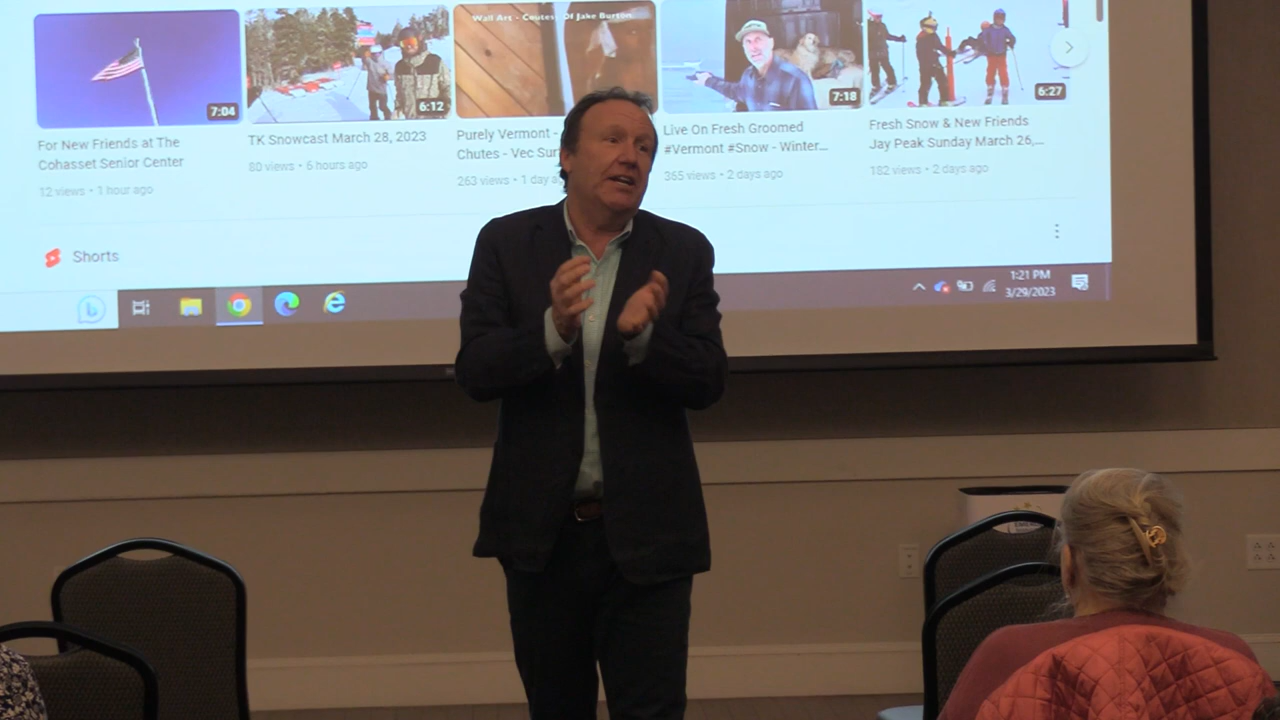 Wall Art - Coutesy Of Jake Burton
7:04
6:12
7:18
6:27
For New Friends at The
Cohasset Senior Center
12 views • 1 hour ago
TK Snowcast March 28, 2023
80 views • 6 hours ago
Purely Vermont -
Chutes - Vec Sur
263 views • 1 day a
Live On Fresh Groomed
#Vermont #Snow - Winter...
365 views • 2 days ago
Fresh Snow & New Friends
Jay Peak Sunday March 26,...
182 views • 2 days ago
Shorts
1:21 PM
3/29/2023